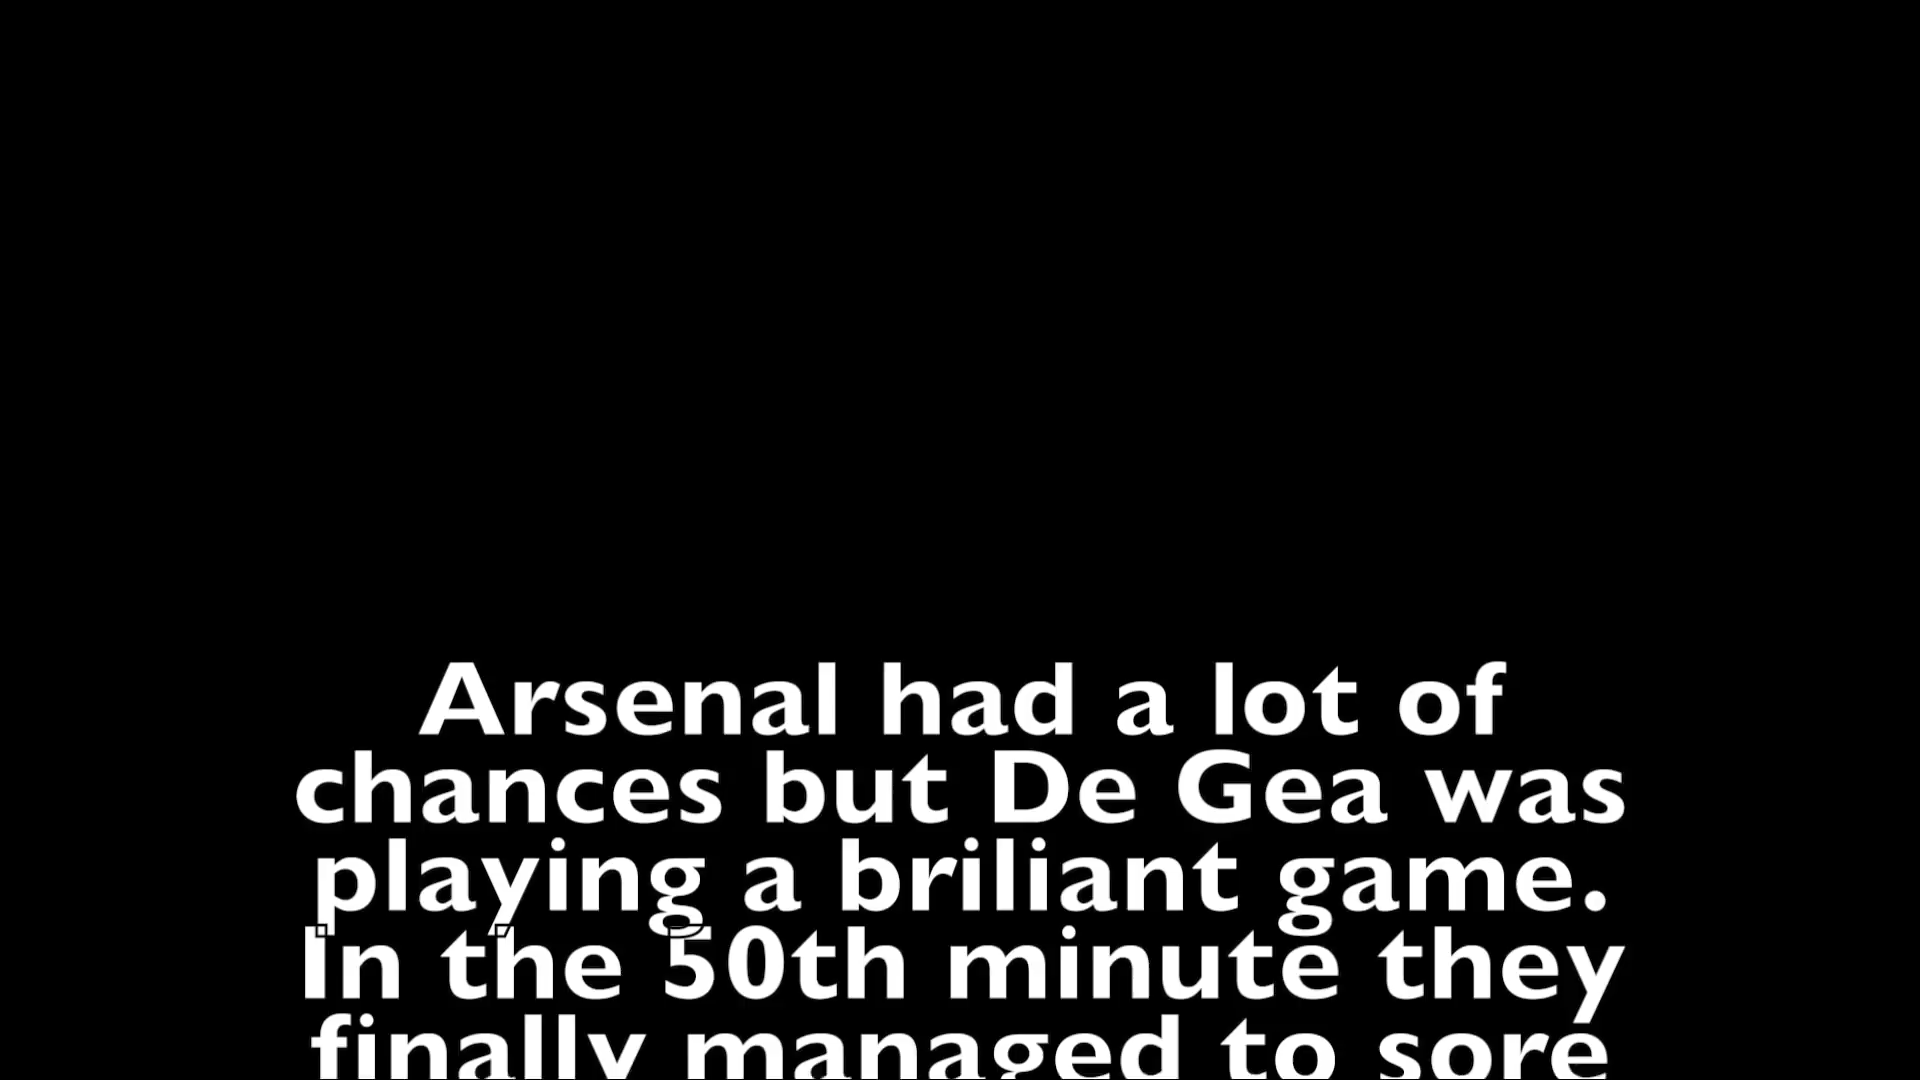 Arsenal had a lot of
chances but De Gea was
playing a briliant game.
In the 50th minute they
finally managed to sore